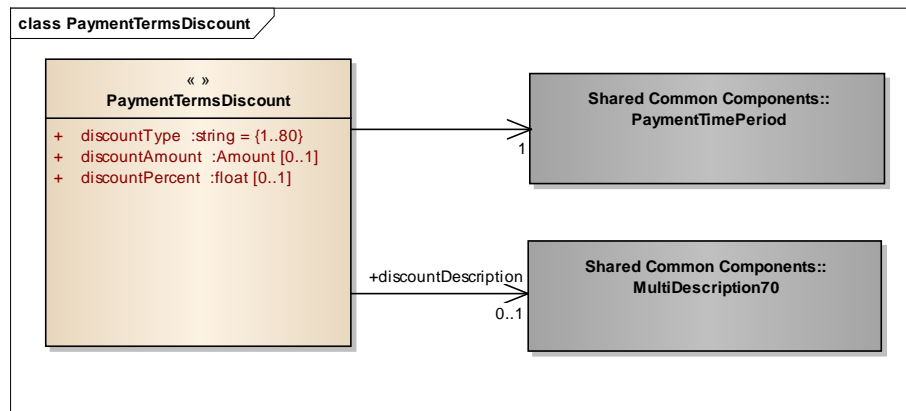 class PaymentTermsDiscount
« »
PaymentTermsDiscount
+ discountType :string = {1..80}
+ discountAmount :Amount [0..1]
+ discountPercent :float [0..1]
Shared Common Components::
PaymentTimePeriod
1
+discountDescription
0..1
Shared Common Components::
MultiDescription70